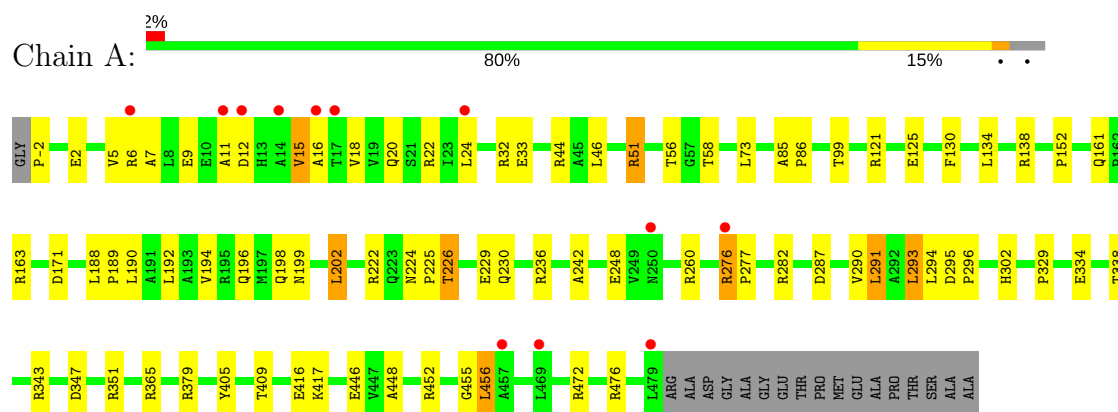 2%
Chain A:
80% 15% • •
GLY P-2 E2 V5 R6 A7 L8 E9 E10 A11 D12 H13 A14 V15 A16 T17 V18 V19 Q20 S21 R22 I23 L24 R32 E33 R44 A45 L46 R51 T56 G57 T58 L73 A85 P86 T99 R121 E125 F130 L134 R138 P152 Q161
R163 D171 L188 P189 L190 A191 L192 A193 V194 R195 Q196 M197 Q198 N199 L202 R222 Q223 N224 P225 T226 E229 Q230 R236 A242 E248 V249 N250 R260 R276 P277 R282 D287 V290 L291 A292 L293 L294 D295 P296 H302 P329 E334 T338
R343 D347 R351 R365 R379 Y405 T409 E416 K417 E446 V447 A448 R452 G455 L456 A457 L469 R472 R476 L479 ARG ALA ASP GLY ALA GLY GLU THR PRO MET GLU ALA PRO THR SER ALA ALA